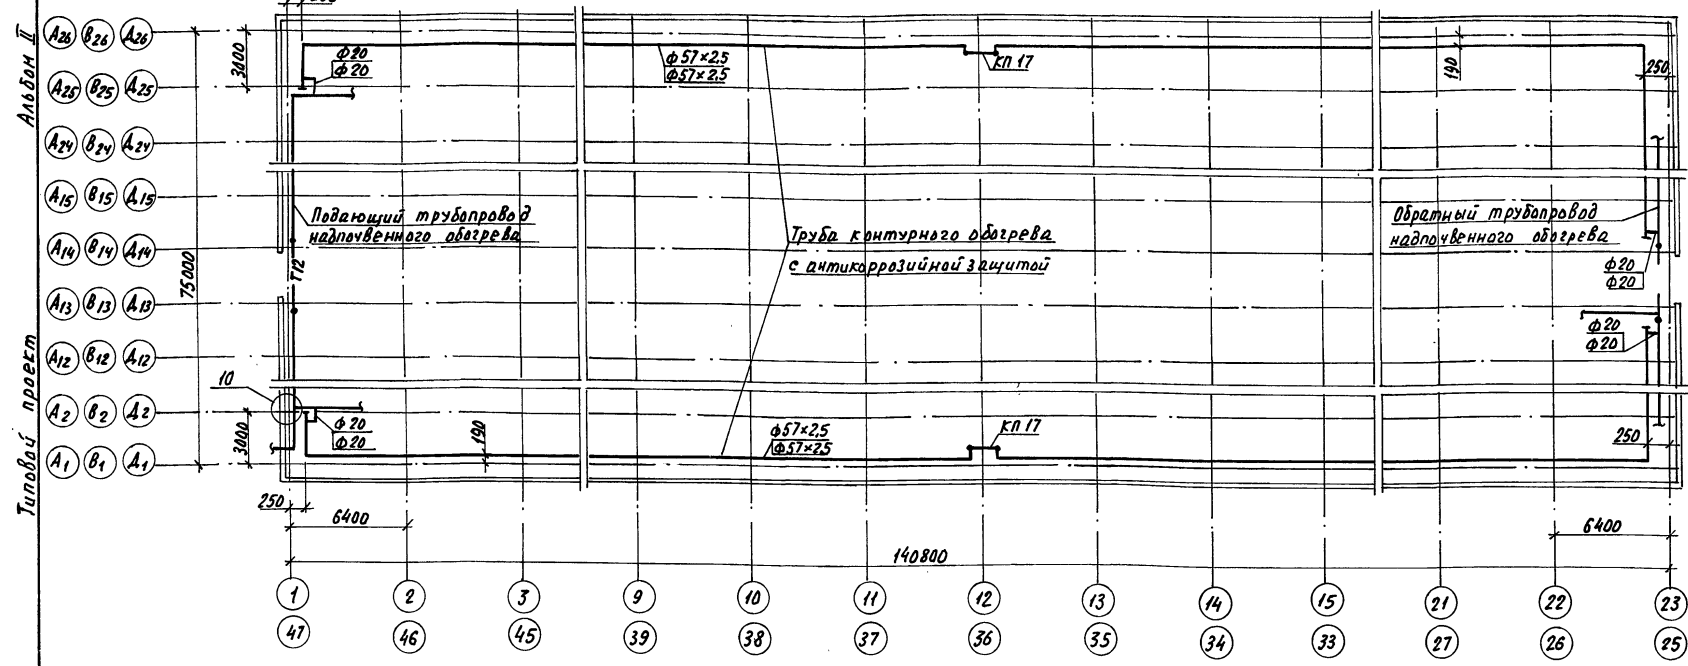 Альбом II
Типовой проект
А26 В26 Д26
А25 В25 Д25
А24 В24 Д24
А15 В15 Д15
А14 В14 Д14
А13 В13 Д13
А12 В12 Д12
А2 В2 Д2
А1 В1 Д1
3000
75000
3000
ф20
ф20
ф57×2,5
ф57×2,5
КП 17
190
250
Подающий трубопровод
надпочвенного обогрева
Т12
Труба контурного обогрева
с антикоррозийной защитой
Обратный трубопровод
надпочвенного обогрева
ф20
ф20
ф20
ф20
10
ф20
ф20
190
ф57×2,5
ф57×2,5
КП 17
250
250
6400
6400
140800
1 2 3 9 10 11 12 13 14 15 21 22 23
47 46 45 39 38 37 36 35 34 33 27 26 25